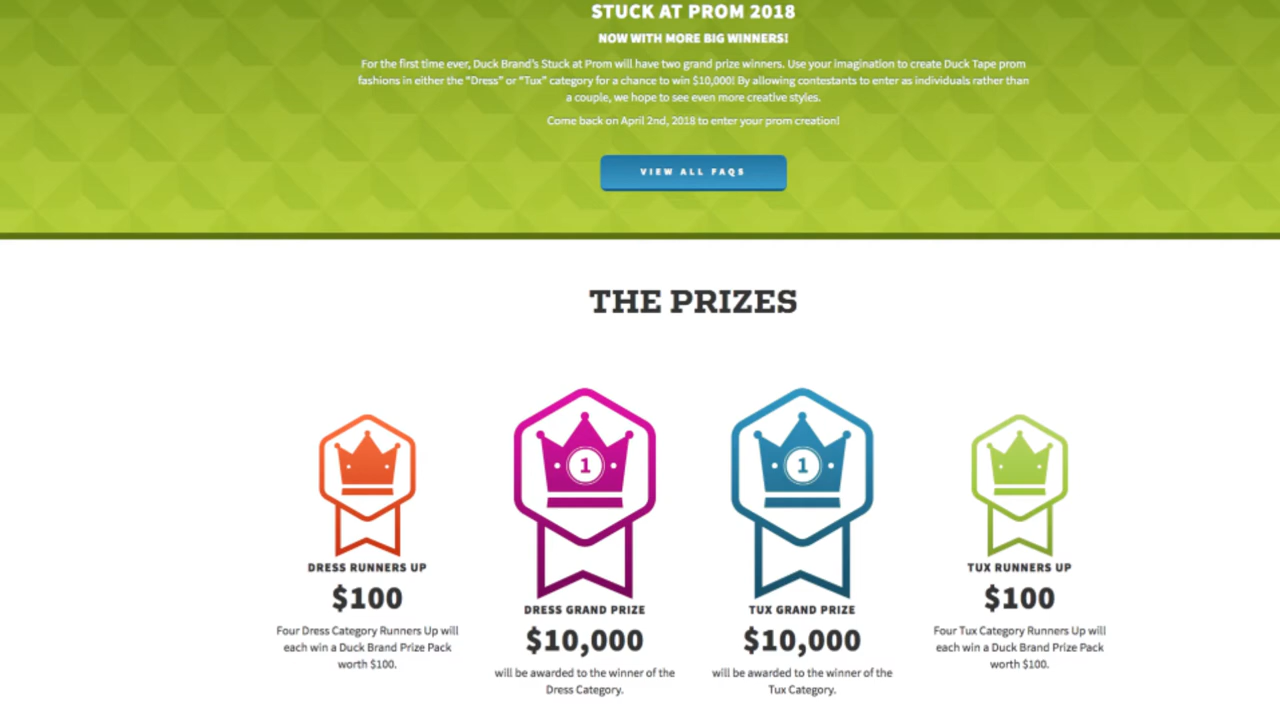 STUCK AT PROM 2018
NOW WITH MORE BIG WINNERS!
For the first time ever, Duck Brand's Stuck at Prom will have two grand prize winners. Use your imagination to create Duck Tape prom
fashions in either the "Dress" or "Tux" category for a chance to win $10,000! By allowing contestants to enter as individuals rather than
a couple, we hope to see even more creative styles.
Come back on April 2nd, 2018 to enter your prom creation!
VIEW ALL FAQS
THE PRIZES
DRESS RUNNERS UP
$100
Four Dress Category Runners Up will
each win a Duck Brand Prize Pack
worth $100.
1
DRESS GRAND PRIZE
$10,000
will be awarded to the winner of the
Dress Category.
1
TUX GRAND PRIZE
$10,000
will be awarded to the winner of the
Tux Category.
TUX RUNNERS UP
$100
Four Tux Category Runners Up will
each win a Duck Brand Prize Pack
worth $100.